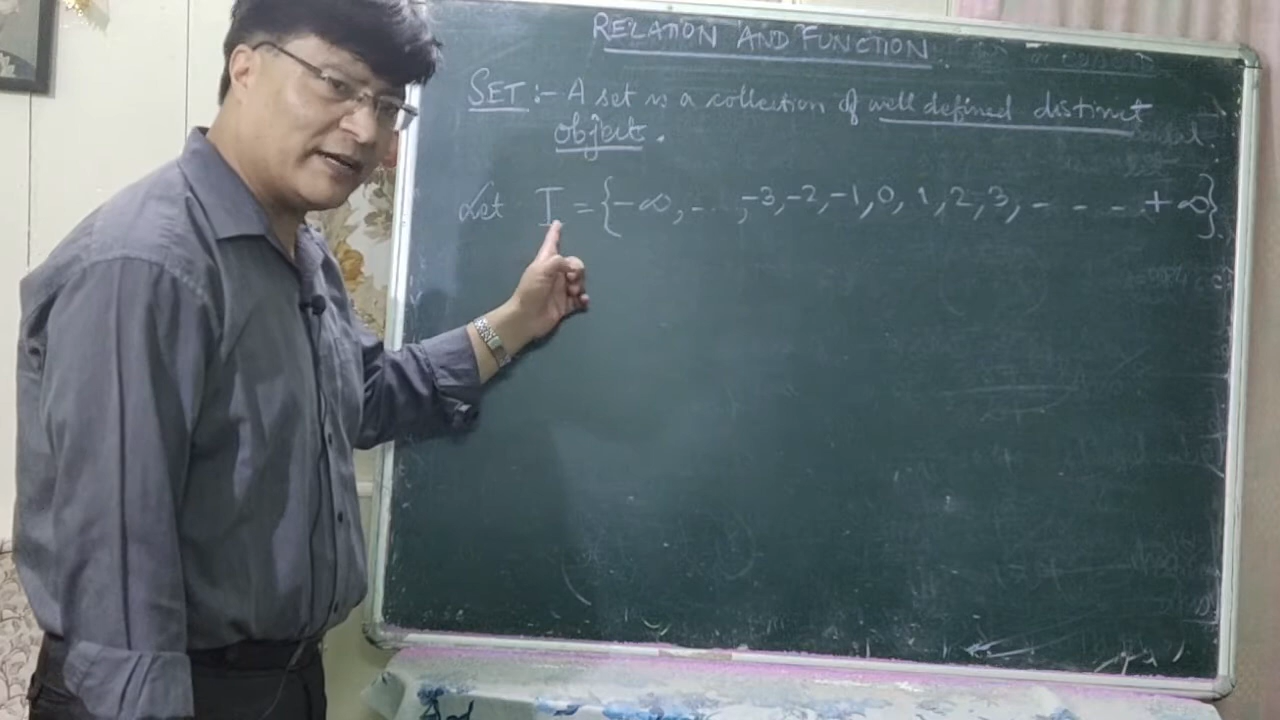 RELATION AND FUNCTION
SET :- A set is a collection of well defined distinct
objects.
Let I = {-∞, - - -, -3, -2, -1, 0, 1, 2, 3, - - - +∞}.